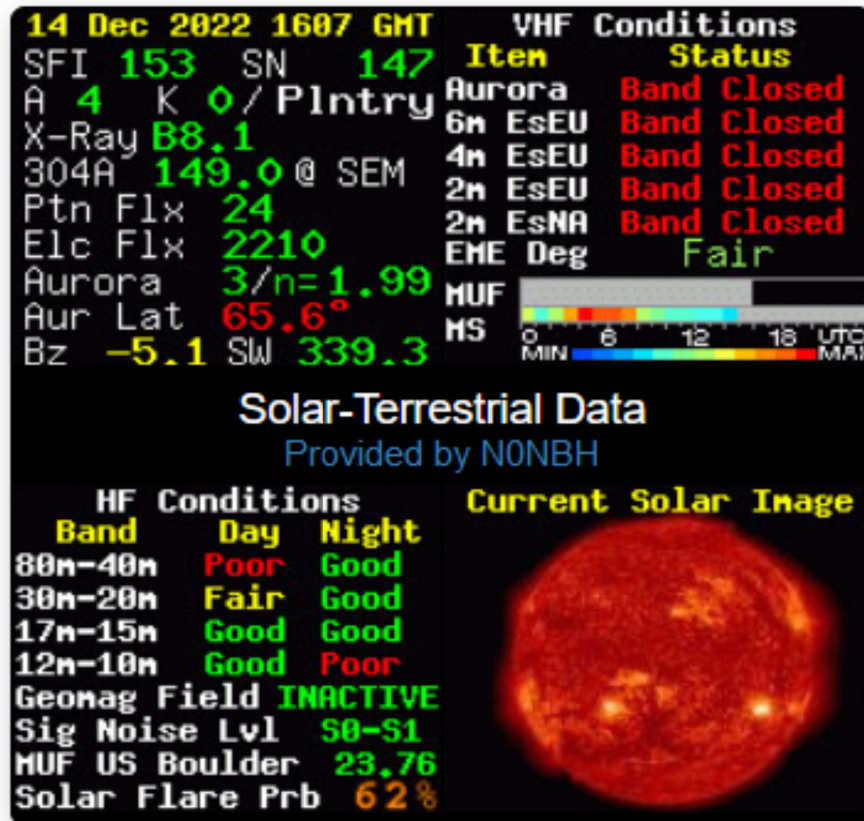 14 Dec 2022 1607 GMT
SFI 153 SN 147
A 4 K 0 / Plntry
X-Ray B8.1
304A 149.0 @ SEM
Ptn Flx 24
Elc Flx 2210
Aurora 3/n=1.99
Aur Lat 65.6°
Bz -5.1 SW 339.3
VHF Conditions
Item Status
Aurora Band Closed
6m EsEU Band Closed
4m EsEU Band Closed
2m EsEU Band Closed
2m EsNA Band Closed
EME Deg Fair
MUF
MS
0 6 12 18 UTC
MIN MAX
Solar-Terrestrial Data
Provided by N0NBH
HF Conditions
Band Day Night
80m-40m Poor Good
30m-20m Fair Good
17m-15m Good Good
12m-10m Good Poor
Geomag Field INACTIVE
Sig Noise Lvl S0-S1
MUF US Boulder 23.76
Solar Flare Prb 62%
Current Solar Image